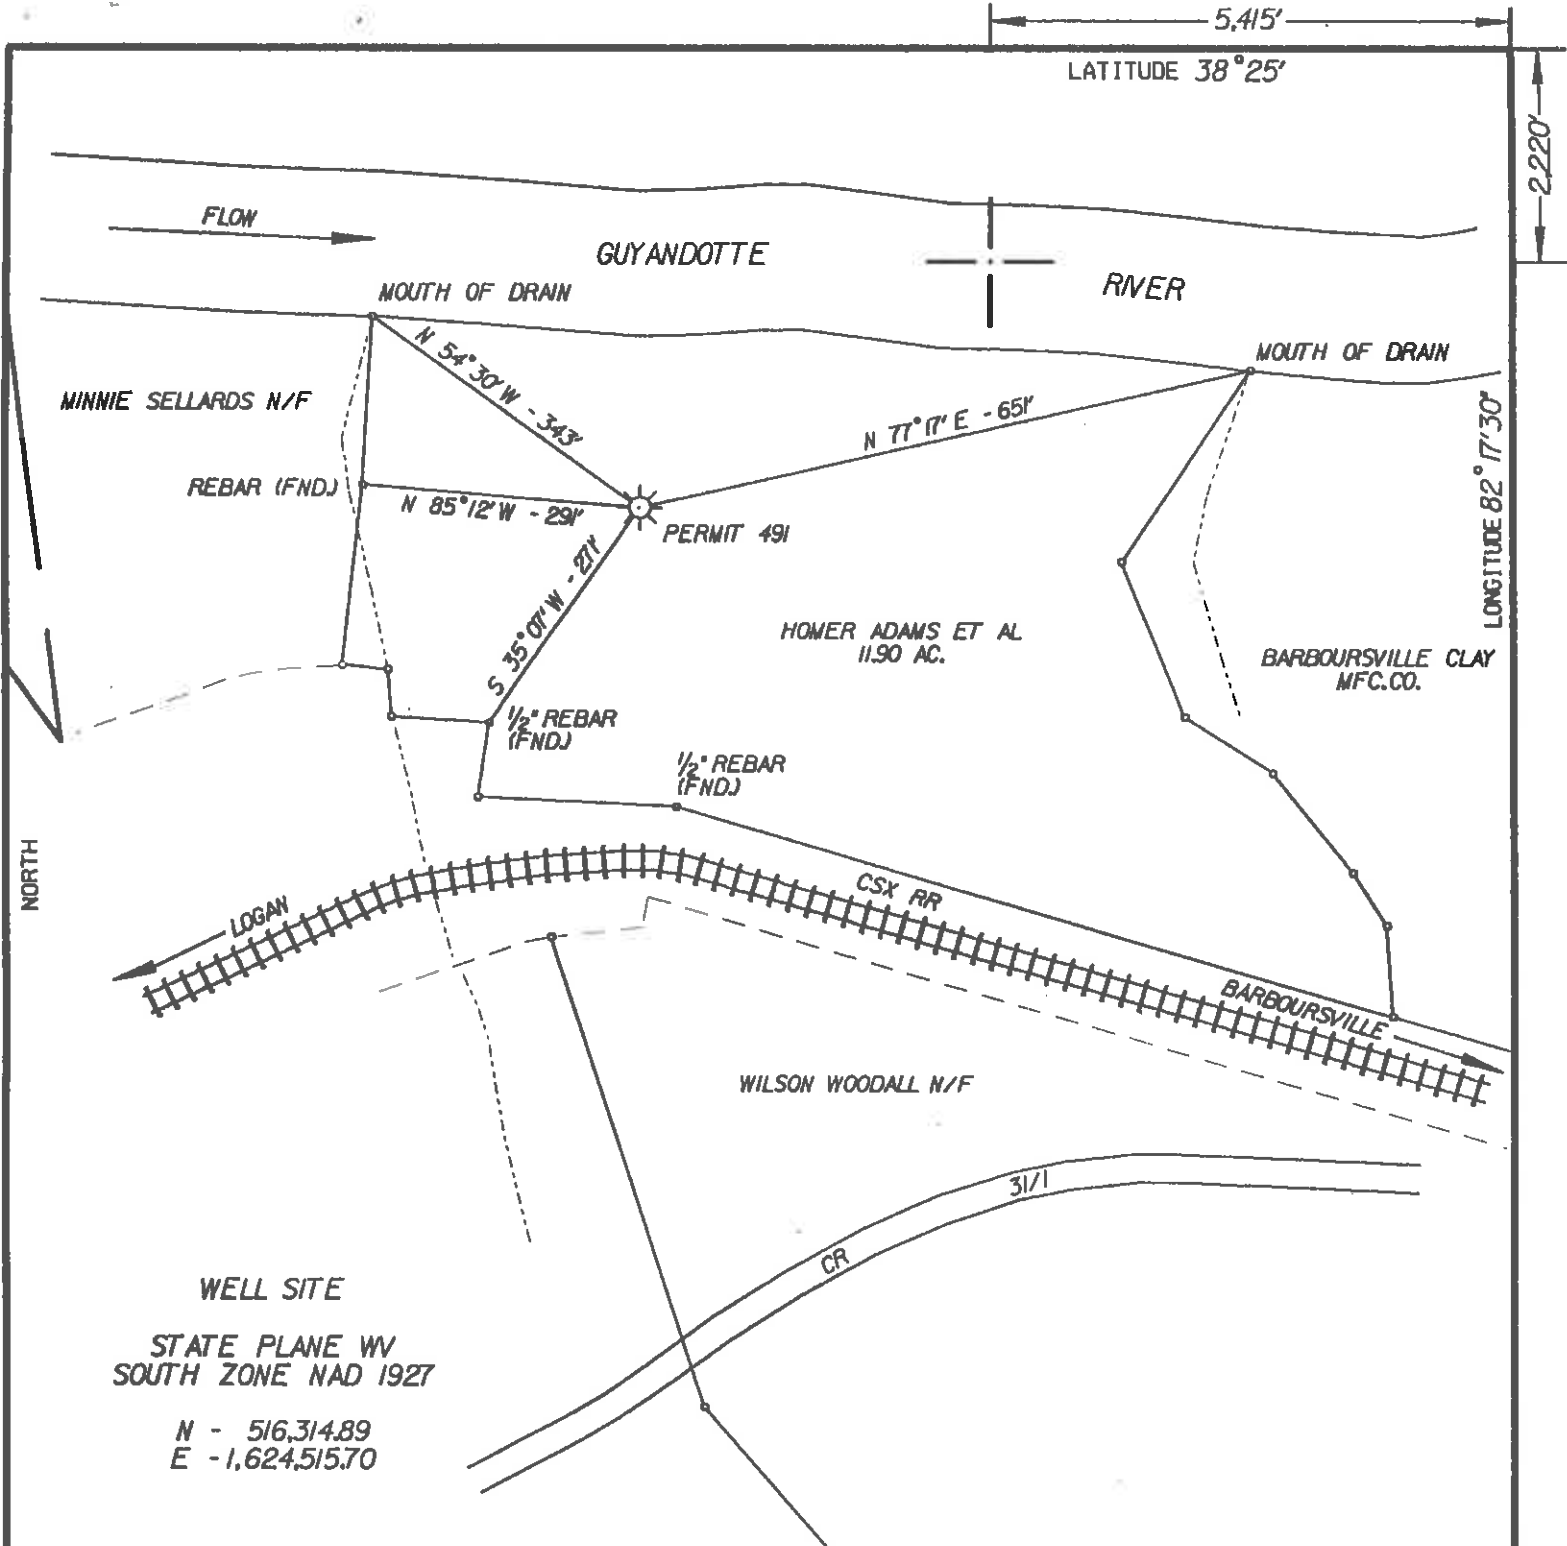 5,415'
LATITUDE 38°25'
2,220'
FLOW
GUYANDOTTE
RIVER
MOUTH OF DRAIN
MOUTH OF DRAIN
N 54°30'W - 343'
MINNIE SELLARDS N/F
N 77°17' E - 651'
LONGITUDE 82°17'30"
REBAR (FND.)
N 85°12'W - 291'
PERMIT 491
S 35°07'W - 271'
HOMER ADAMS ET AL
11.90 AC.
BARBOURSVILLE CLAY
MFC.CO.
1/2" REBAR
(FND.)
1/2" REBAR
(FND.)
NORTH
LOGAN
CSX RR
BARBOURSVILLE
WILSON WOODALL N/F
31/1
CR
WELL SITE
STATE PLANE WV
SOUTH ZONE NAD 1927
N - 516,314.89
E - 1,624,515.70